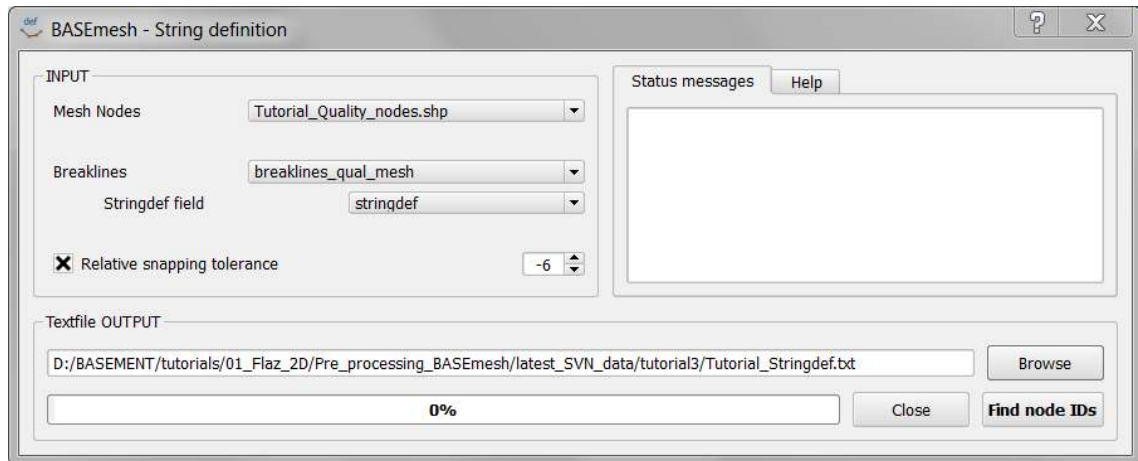 def
BASEmesh - String definition
?
X
INPUT
Mesh Nodes
Tutorial_Quality_nodes.shp
Breaklines
breaklines_qual_mesh
Stringdef field
stringdef
Relative snapping tolerance
-6
Status messages
Help
Textfile OUTPUT
D:/BASEMENT/tutorials/01_Flaz_2D/Pre_processing_BASEmesh/latest_SVN_data/tutorial3/Tutorial_Stringdef.txt
Browse
0%
Close
Find node IDs